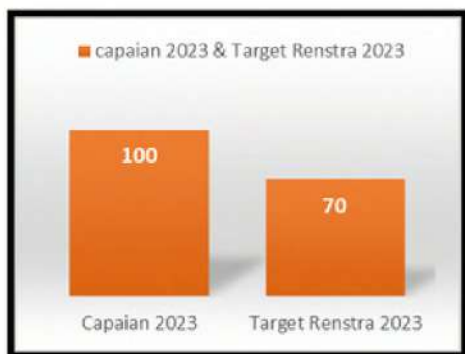 capaian 2023 & Target Renstra 2023
100
70
Capaian 2023
Target Renstra 2023